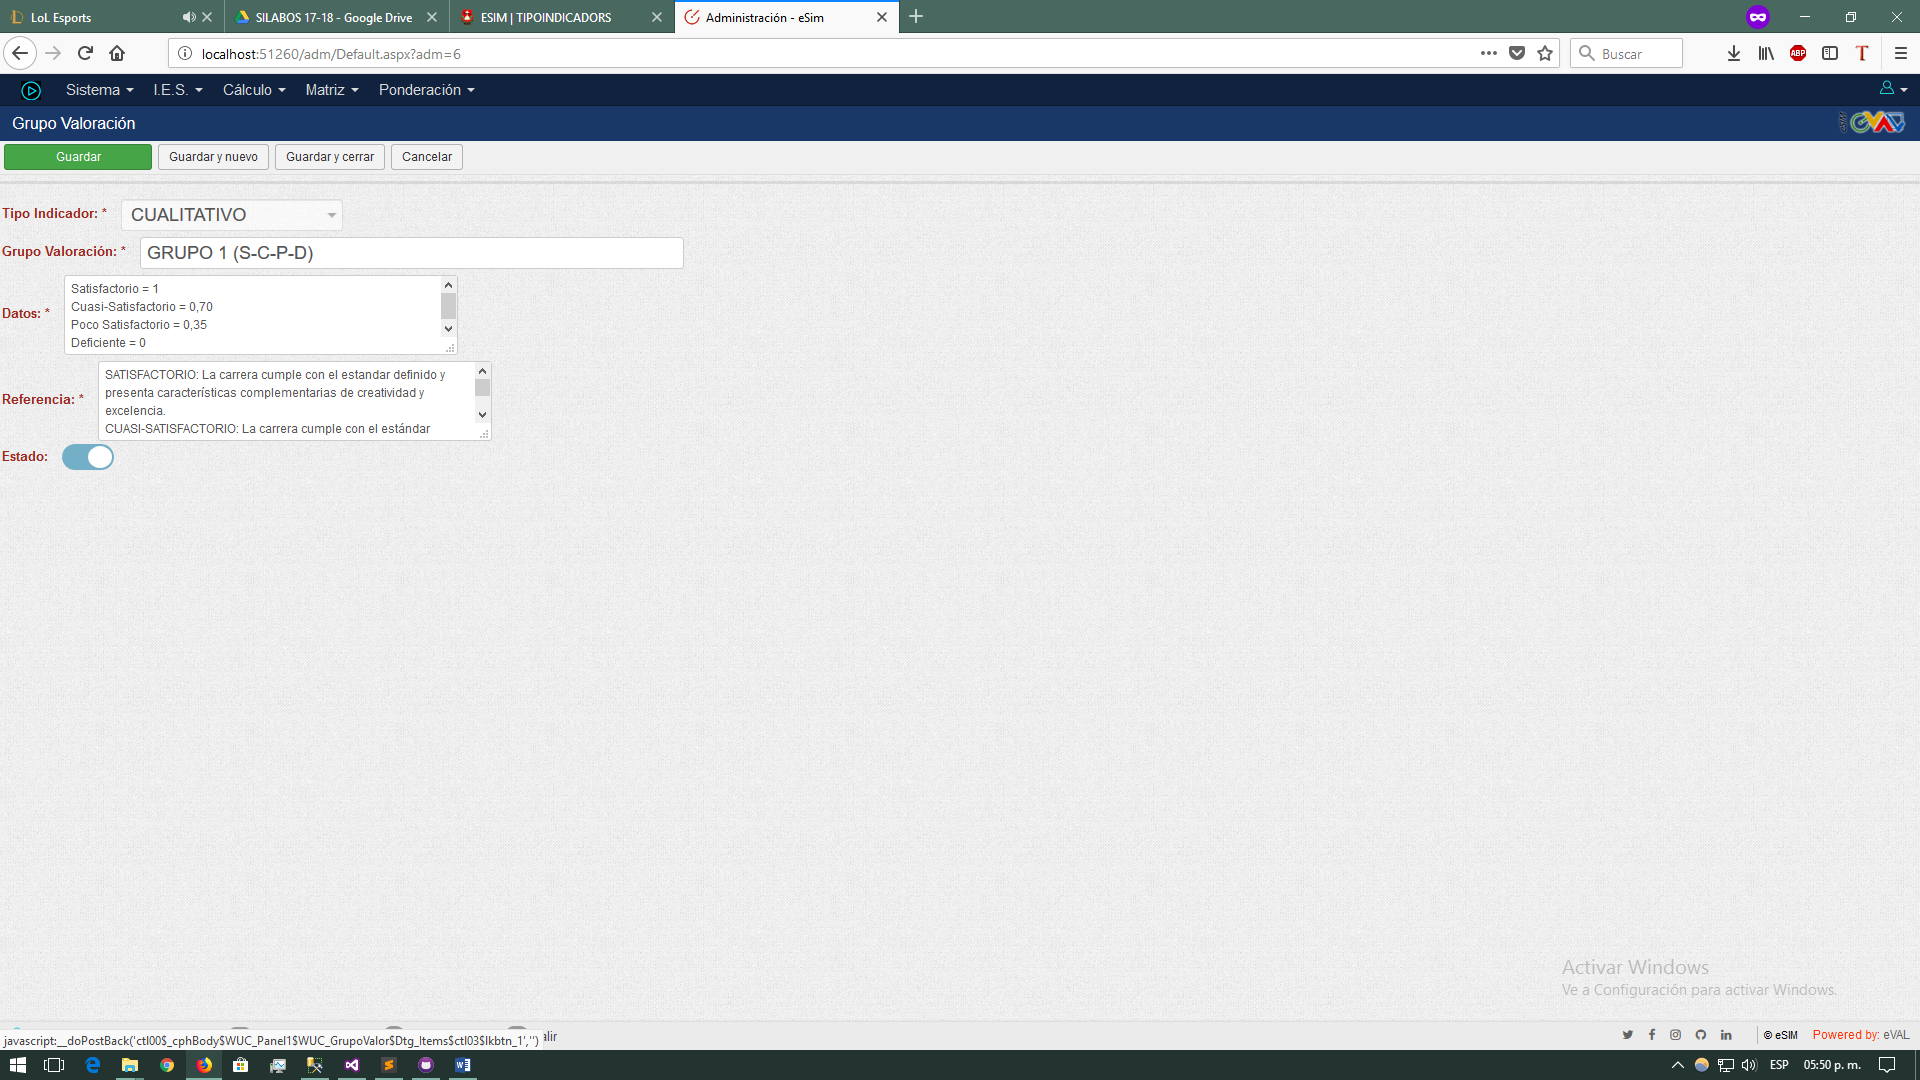 LoL Esports
SILABOS 17-18 - Google Drive
ESIM | TIPOINDICADORS
Administración - eSim
localhost:51260/adm/Default.aspx?adm=6
Buscar
ABP
T
Sistema
I.E.S.
Cálculo
Matriz
Ponderación
Grupo Valoración
eVAL
Guardar
Guardar y nuevo
Guardar y cerrar
Cancelar
Tipo Indicador: *
CUALITATIVO
Grupo Valoración: *
GRUPO 1 (S-C-P-D)
Datos: *
Satisfactorio = 1
Cuasi-Satisfactorio = 0,70
Poco Satisfactorio = 0,35
Deficiente = 0
Referencia: *
SATISFACTORIO: La carrera cumple con el estandar definido y
presenta características complementarias de creatividad y
excelencia.
CUASI-SATISFACTORIO: La carrera cumple con el estándar
Estado:
Activar Windows
Ve a Configuración para activar Windows.
javascript:__doPostBack('ctl00$_cphBody$WUC_Panel1$WUC_GrupoValor$Dtg_Items$ctl03$lkbtn_1','')
alir
© eSIM
Powered by: eVAL
ESP
05:50 p. m.